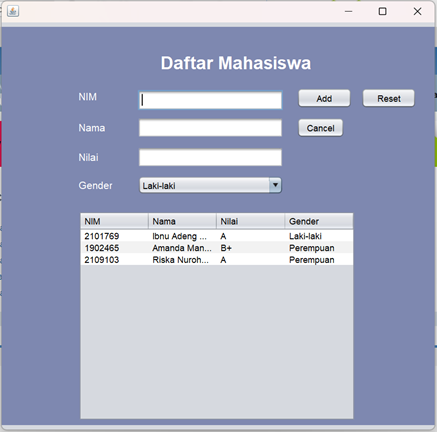 Daftar Mahasiswa
NIM Add Reset
Nama Cancel
Nilai
Gender Laki-laki
NIM Nama Nilai Gender
2101769 Ibnu Adeng ... A Laki-laki
1902465 Amanda Man... B+ Perempuan
2109103 Riska Nuroh... A Perempuan